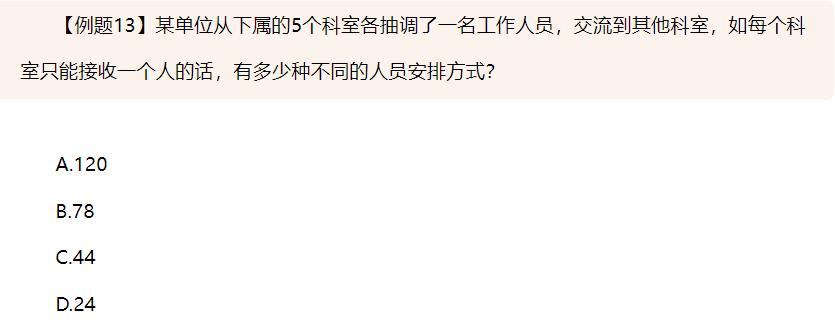 【例题13】某单位从下属的5个科室各抽调了一名工作人员，交流到其他科室，如每个科
室只能接收一个人的话，有多少种不同的人员安排方式？
A.120
B.78
C.44
D.24